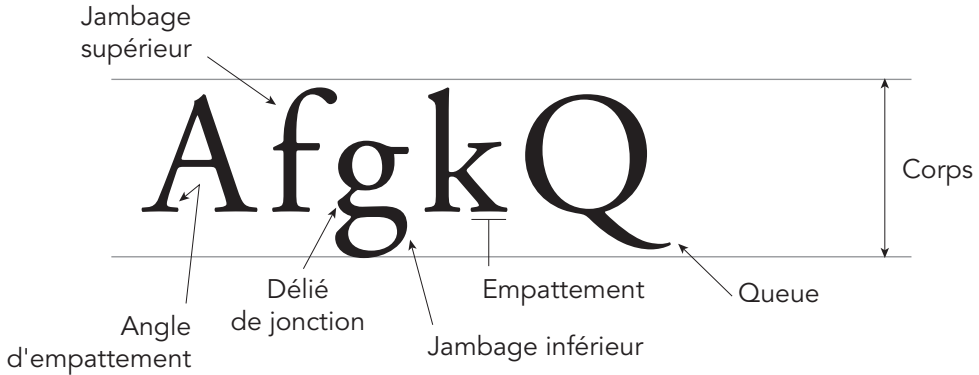 Jambage
supérieur
AfgkQ
Corps
Délié
de jonction
Empattement
Queue
Angle
d'empattement
Jambage inférieur